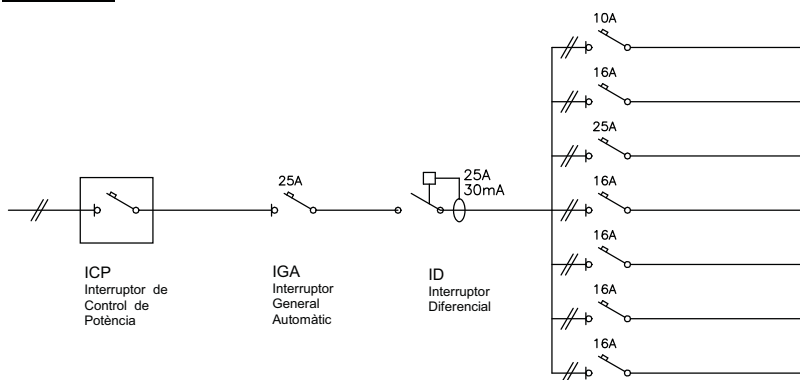 10A
16A
25A
16A
16A
16A
16A
25A
25A
30mA
ICP
Interruptor de
Control de
Potència
IGA
Interruptor
General
Automàtic
ID
Interruptor
Diferencial